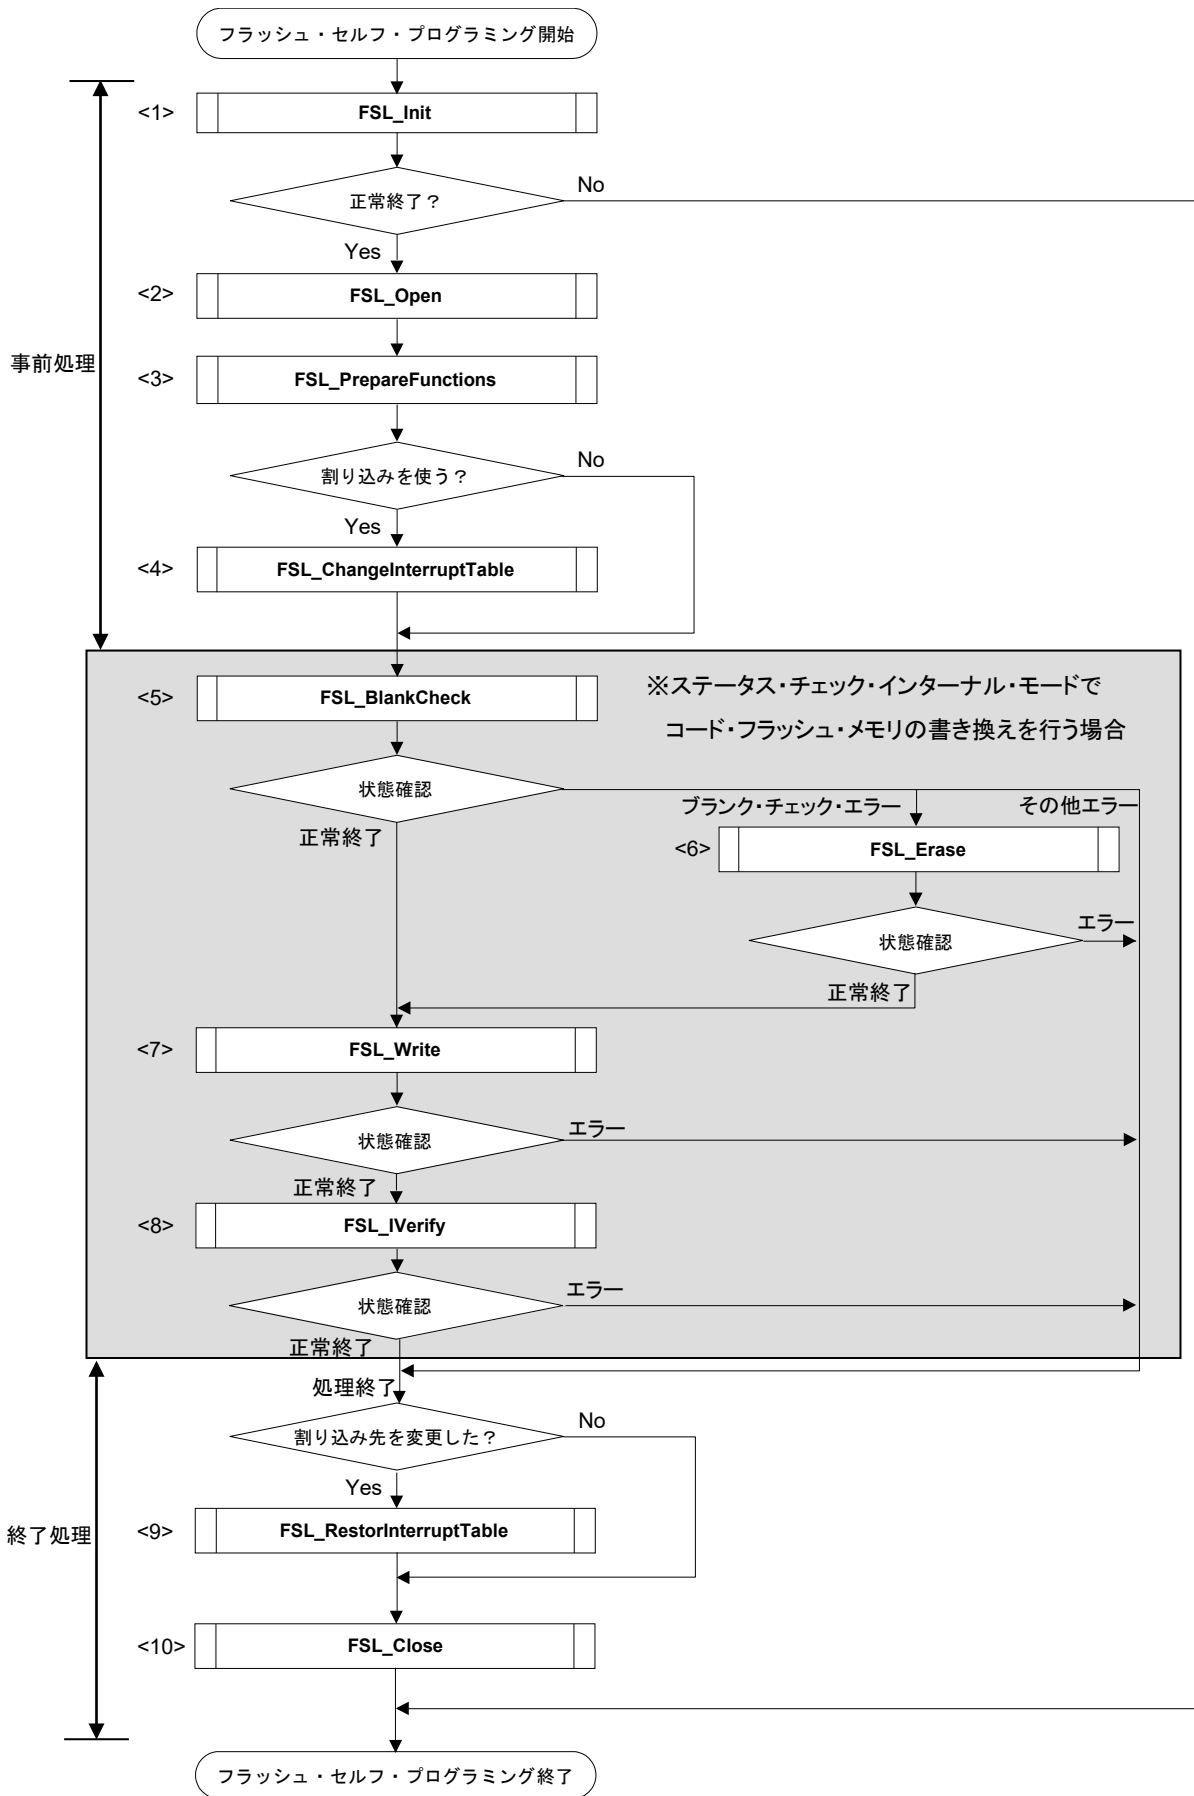 フラッシュ・セルフ・プログラミング開始
<1>
FSL_Init
正常終了？
No
Yes
<2>
FSL_Open
事前処理
<3>
FSL_PrepareFunctions
割り込みを使う？
No
Yes
<4>
FSL_ChangeInterruptTable
<5>
FSL_BlankCheck
※ステータス・チェック・インターナル・モードで
コード・フラッシュ・メモリの書き換えを行う場合
状態確認
ブランク・チェック・エラー
その他エラー
正常終了
<6>
FSL_Erase
状態確認
エラー
正常終了
<7>
FSL_Write
状態確認
エラー
正常終了
<8>
FSL_IVerify
状態確認
エラー
正常終了
処理終了
割り込み先を変更した？
No
Yes
終了処理
<9>
FSL_RestorInterruptTable
<10>
FSL_Close
フラッシュ・セルフ・プログラミング終了